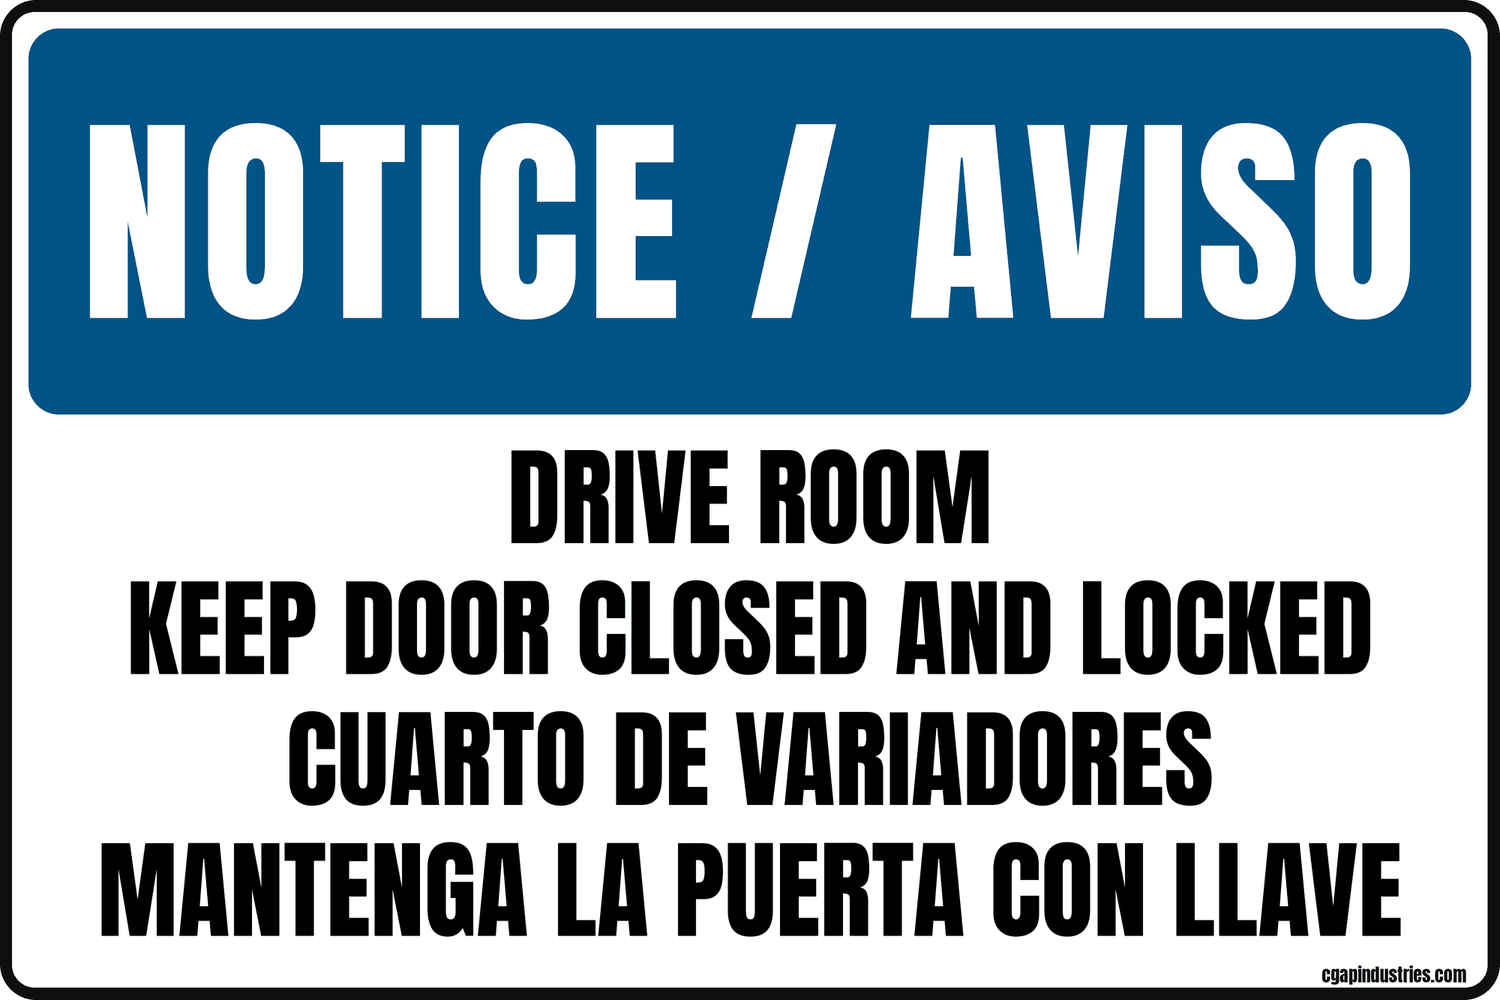 NOTICE / AVISO
DRIVE ROOM
KEEP DOOR CLOSED AND LOCKED
CUARTO DE VARIADORES
MANTENGA LA PUERTA CON LLAVE
cgapindustries.com